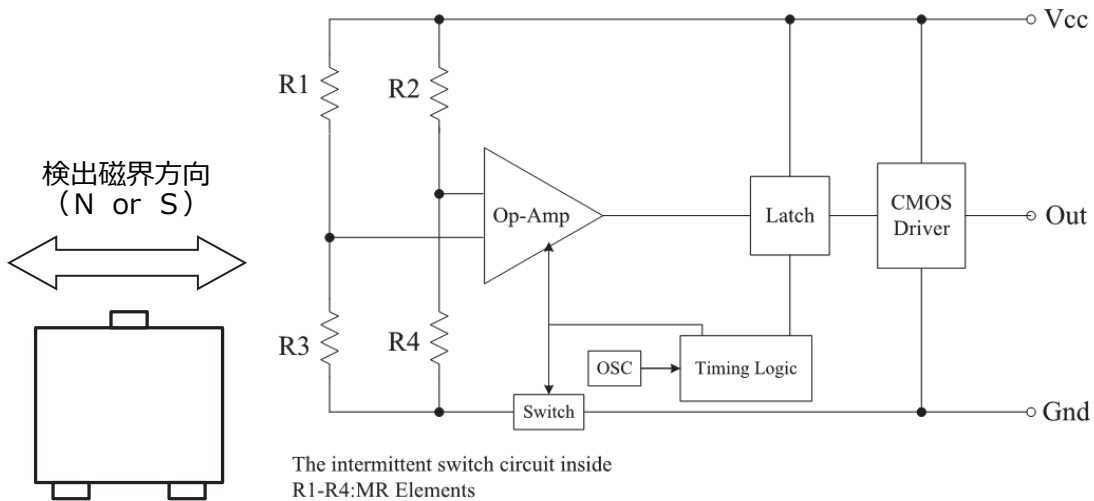 検出磁界方向
（N or S）
Vcc
R1
R2
Op-Amp
Latch
CMOS
Driver
Out
R3
R4
OSC
Timing Logic
Switch
Gnd
The intermittent switch circuit inside
R1-R4:MR Elements